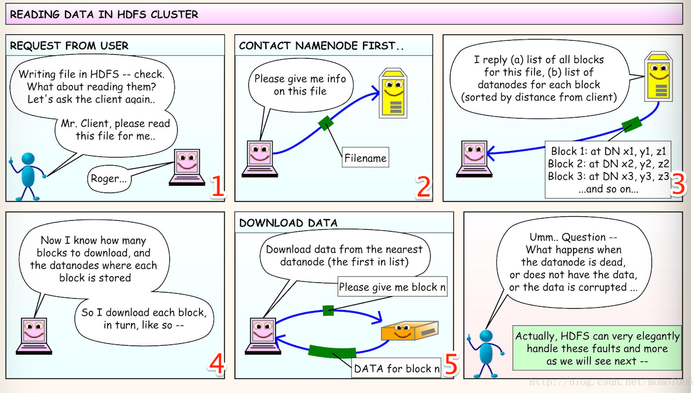 READING DATA IN HDFS CLUSTER
REQUEST FROM USER
Writing file in HDFS -- check.
What about reading them?
Let's ask the client again..
Mr. Client, please read
this file for me..
Roger...
1
CONTACT NAMENODE FIRST..
Please give me info
on this file
Filename
2
I reply (a) list of all blocks
for this file, (b) list of
datanodes for each block
(sorted by distance from client)
Block 1: at DN x1, y1, z1
Block 2: at DN x2, y2, z2
Block 3: at DN x3, y3, z3
...and so on...
3
Now I know how many
blocks to download, and
the datanodes where each
block is stored
So I download each block,
in turn, like so --
4
DOWNLOAD DATA
Download data from the nearest
datanode (the first in list)
Please give me block n
DATA for block n
5
Umm.. Question --
What happens when
the datanode is dead,
or does not have the data,
or the data is corrupted ...
Actually, HDFS can very elegantly
handle these faults and more
as we will see next --